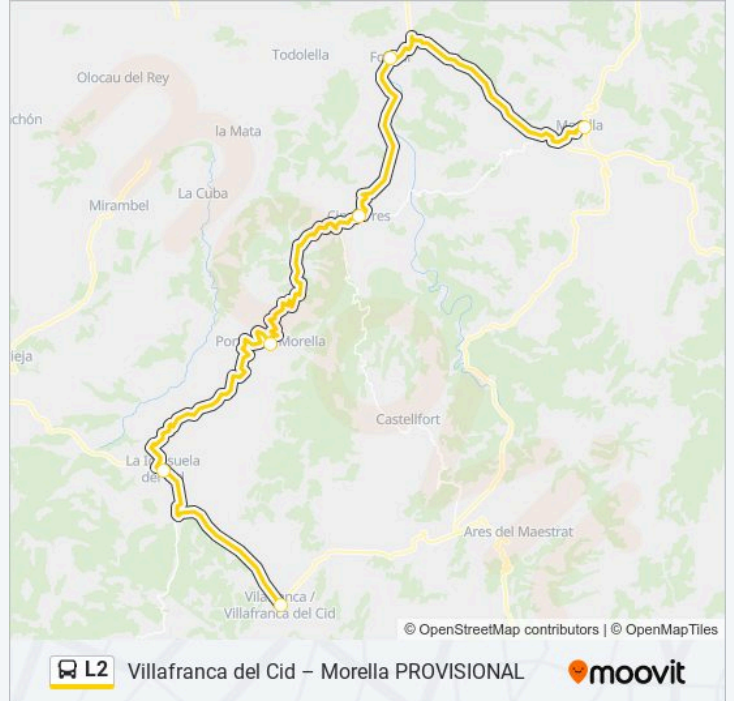 Todolella
Olocau del Rey
la Mata
La Cuba
Mirambel
Morella
Castellfort
Ares del Maestrat
Villafranca del Cid
© OpenStreetMap contributors | © OpenMapTiles
L2 Villafranca del Cid – Morella PROVISIONAL moovit